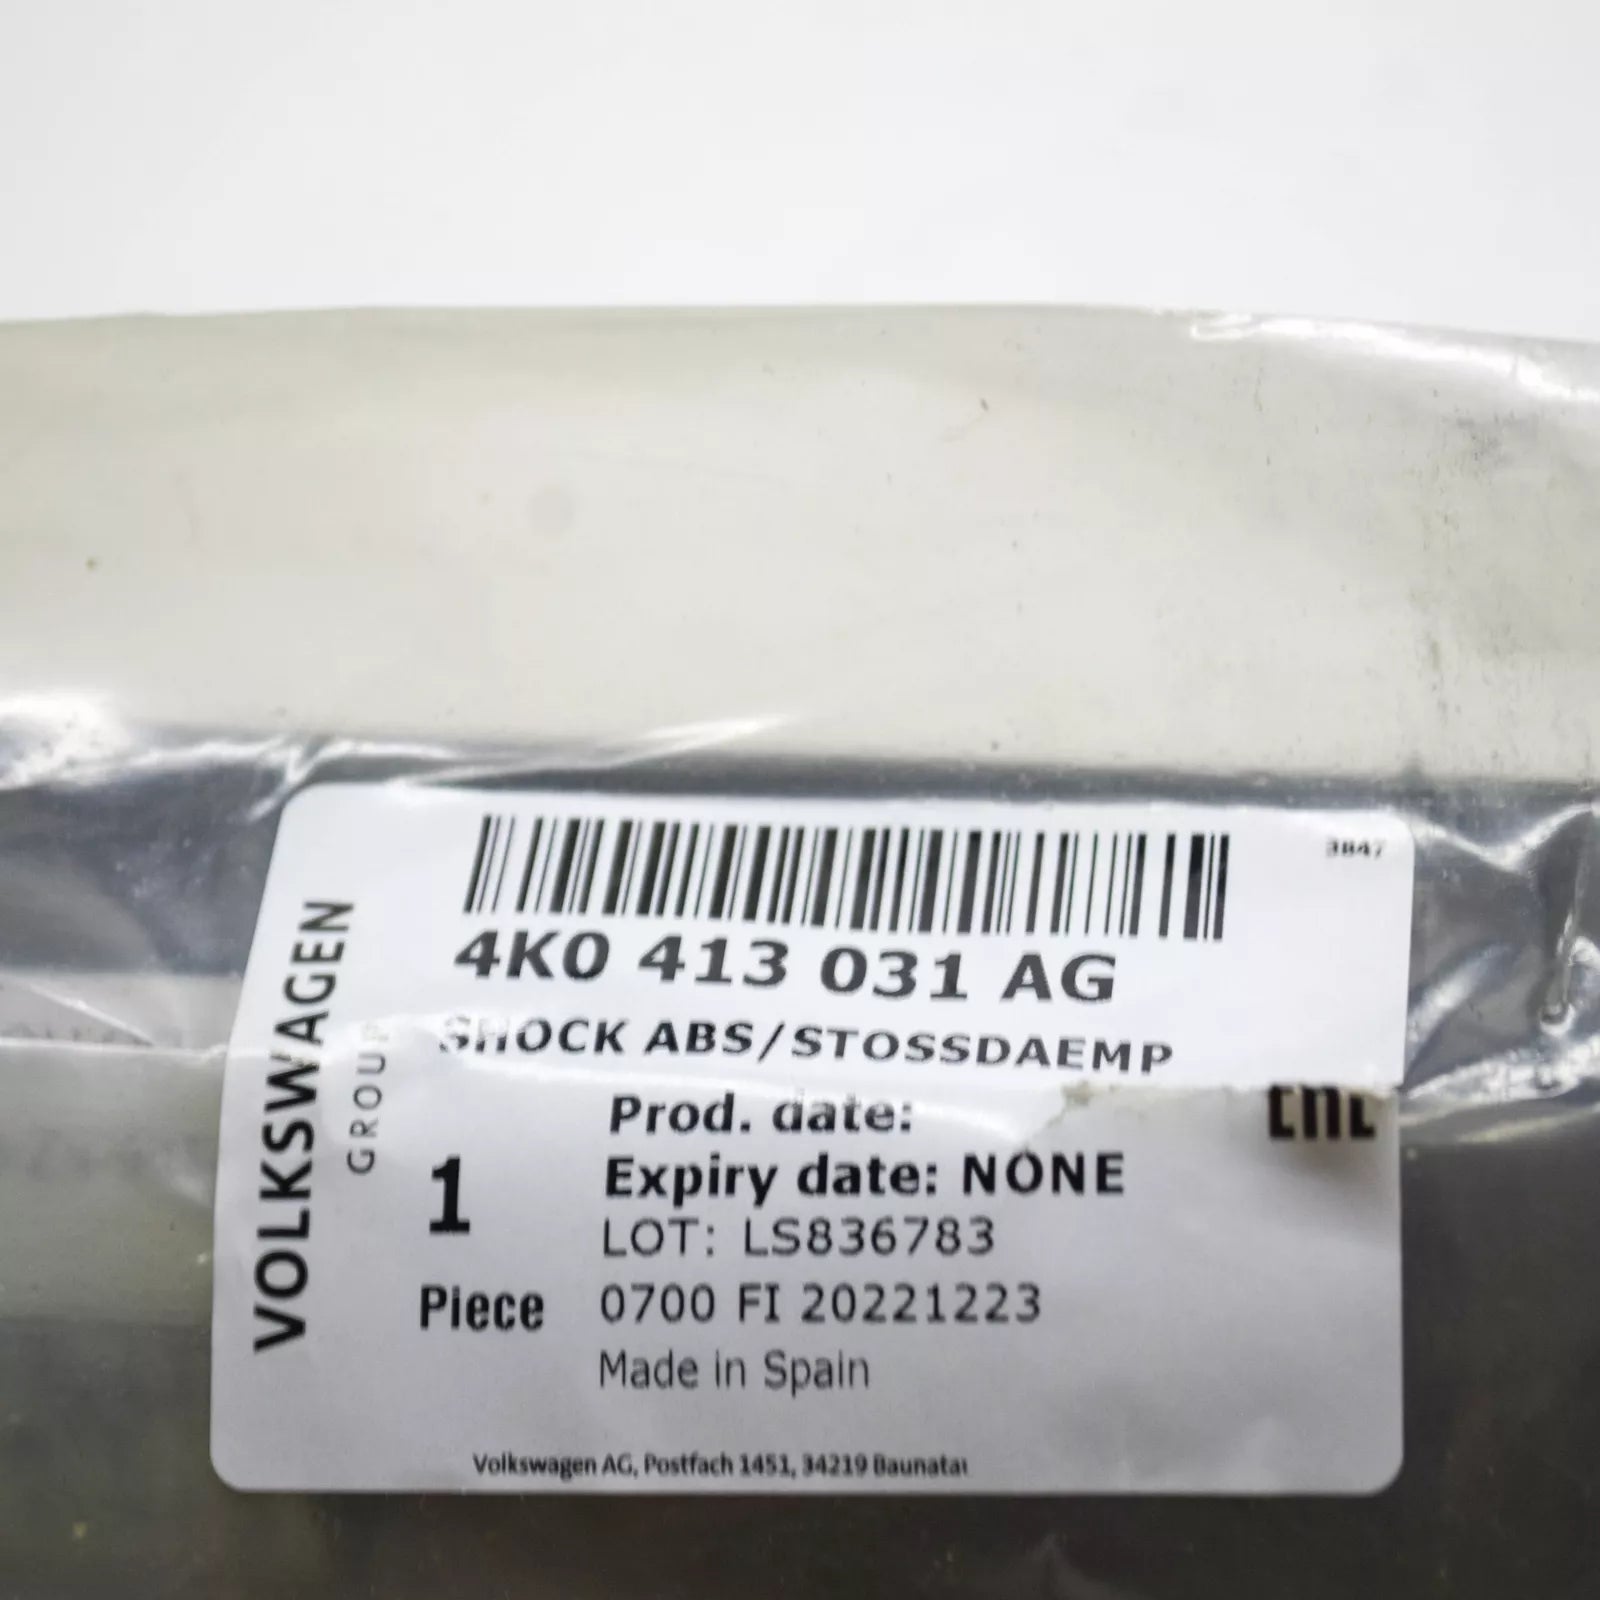 3847
4K0 413 031 AG
SHOCK ABS/STOSSDAEMP
Prod. date:
Expiry date: NONE
LOT: LS836783
0700 FI 20221223
Made in Spain
1
Piece
VOLKSWAGEN
GROUP
Volkswagen AG, Postfach 1451, 34219 Baunatal